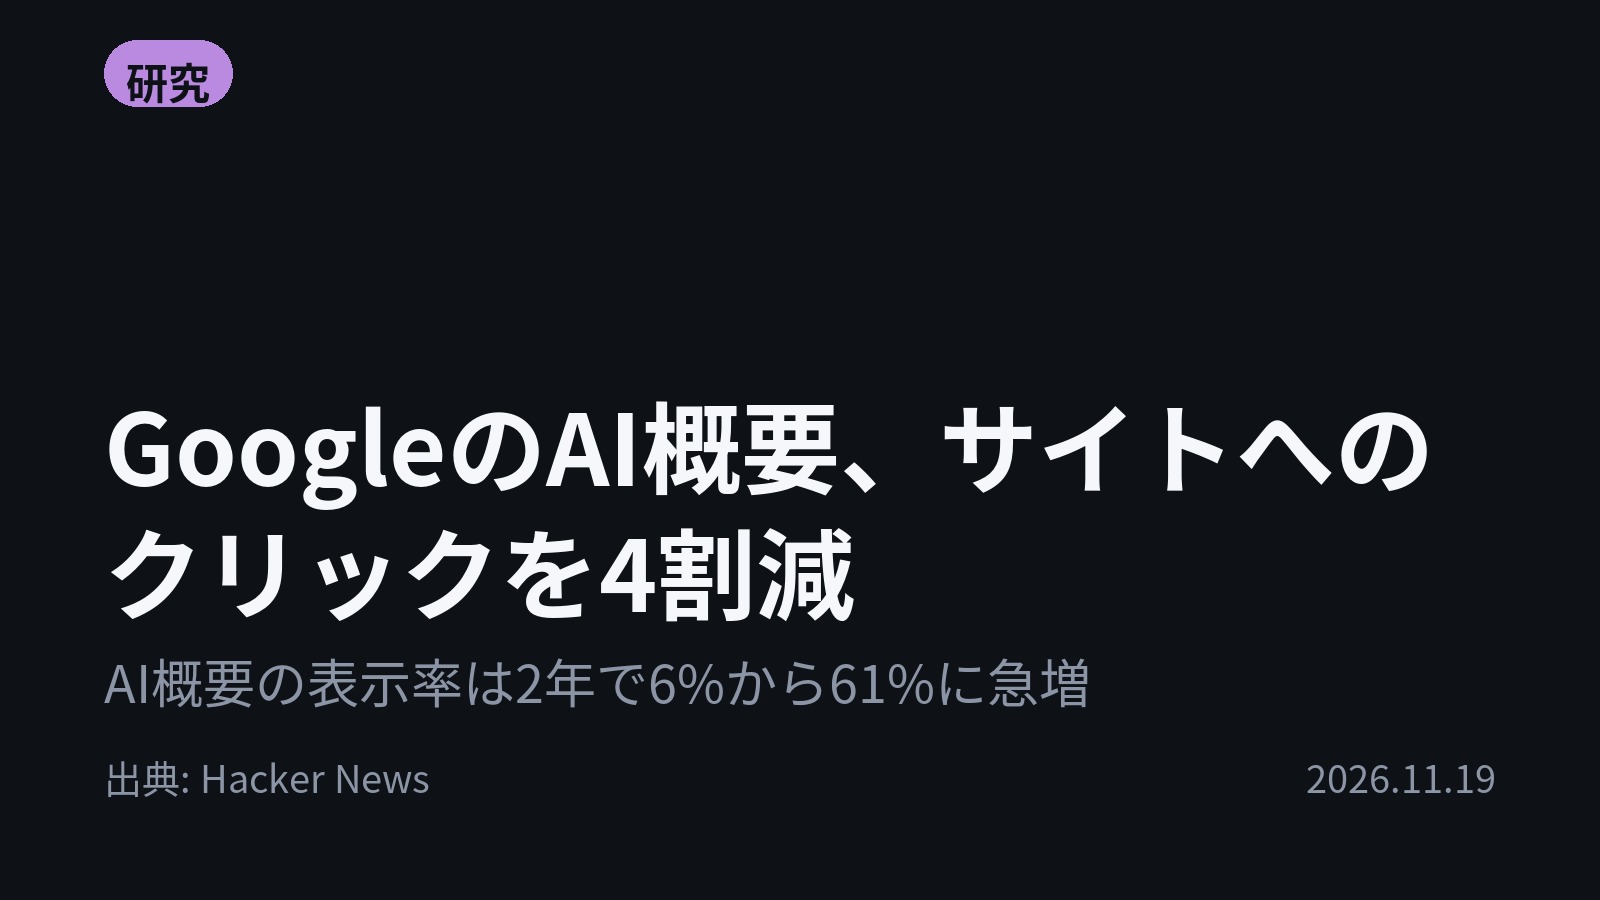 研究
GoogleのAI概要、サイトへの
クリックを4割減
AI概要の表示率は2年で6%から61%に急増
出典: Hacker News
2026.11.19